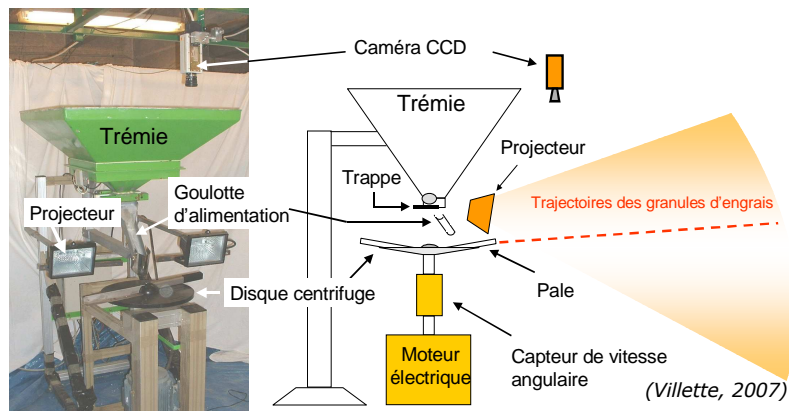 Caméra CCD
Trémie
Trémie
Projecteur
Trappe
Goulotte
d'alimentation
Projecteur
Trajectoires des granules d'engrais
Disque centrifuge
Pale
Moteur
électrique
Capteur de vitesse
angulaire
(Villette, 2007)